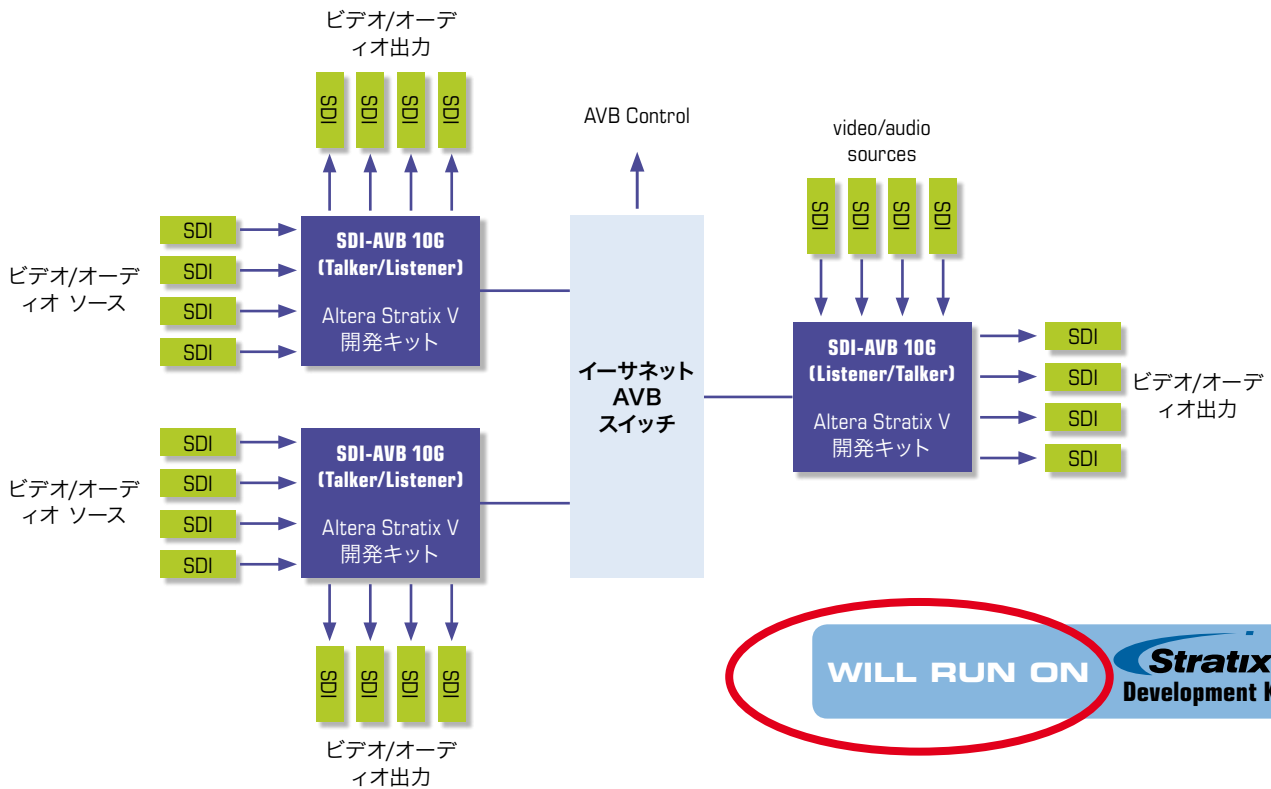 ビデオ/オーデ
ィオ出力
SDI
SDI
SDI
SDI
AVB Control
video/audio
sources
SDI
SDI
SDI
SDI
ビデオ/オーデ
ィオ ソース
SDI
SDI
SDI
SDI
SDI-AVB 10G
(Talker/Listener)
Altera Stratix V
開発キット
イーサネット
AVB
スイッチ
SDI-AVB 10G
(Listener/Talker)
Altera Stratix V
開発キット
SDI
SDI
SDI
SDI
ビデオ/オーデ
ィオ出力
ビデオ/オーデ
ィオ ソース
SDI
SDI
SDI
SDI
SDI-AVB 10G
(Talker/Listener)
Altera Stratix V
開発キット
SDI
SDI
SDI
SDI
ビデオ/オーデ
ィオ出力
WILL RUN ON
Stratix
Development